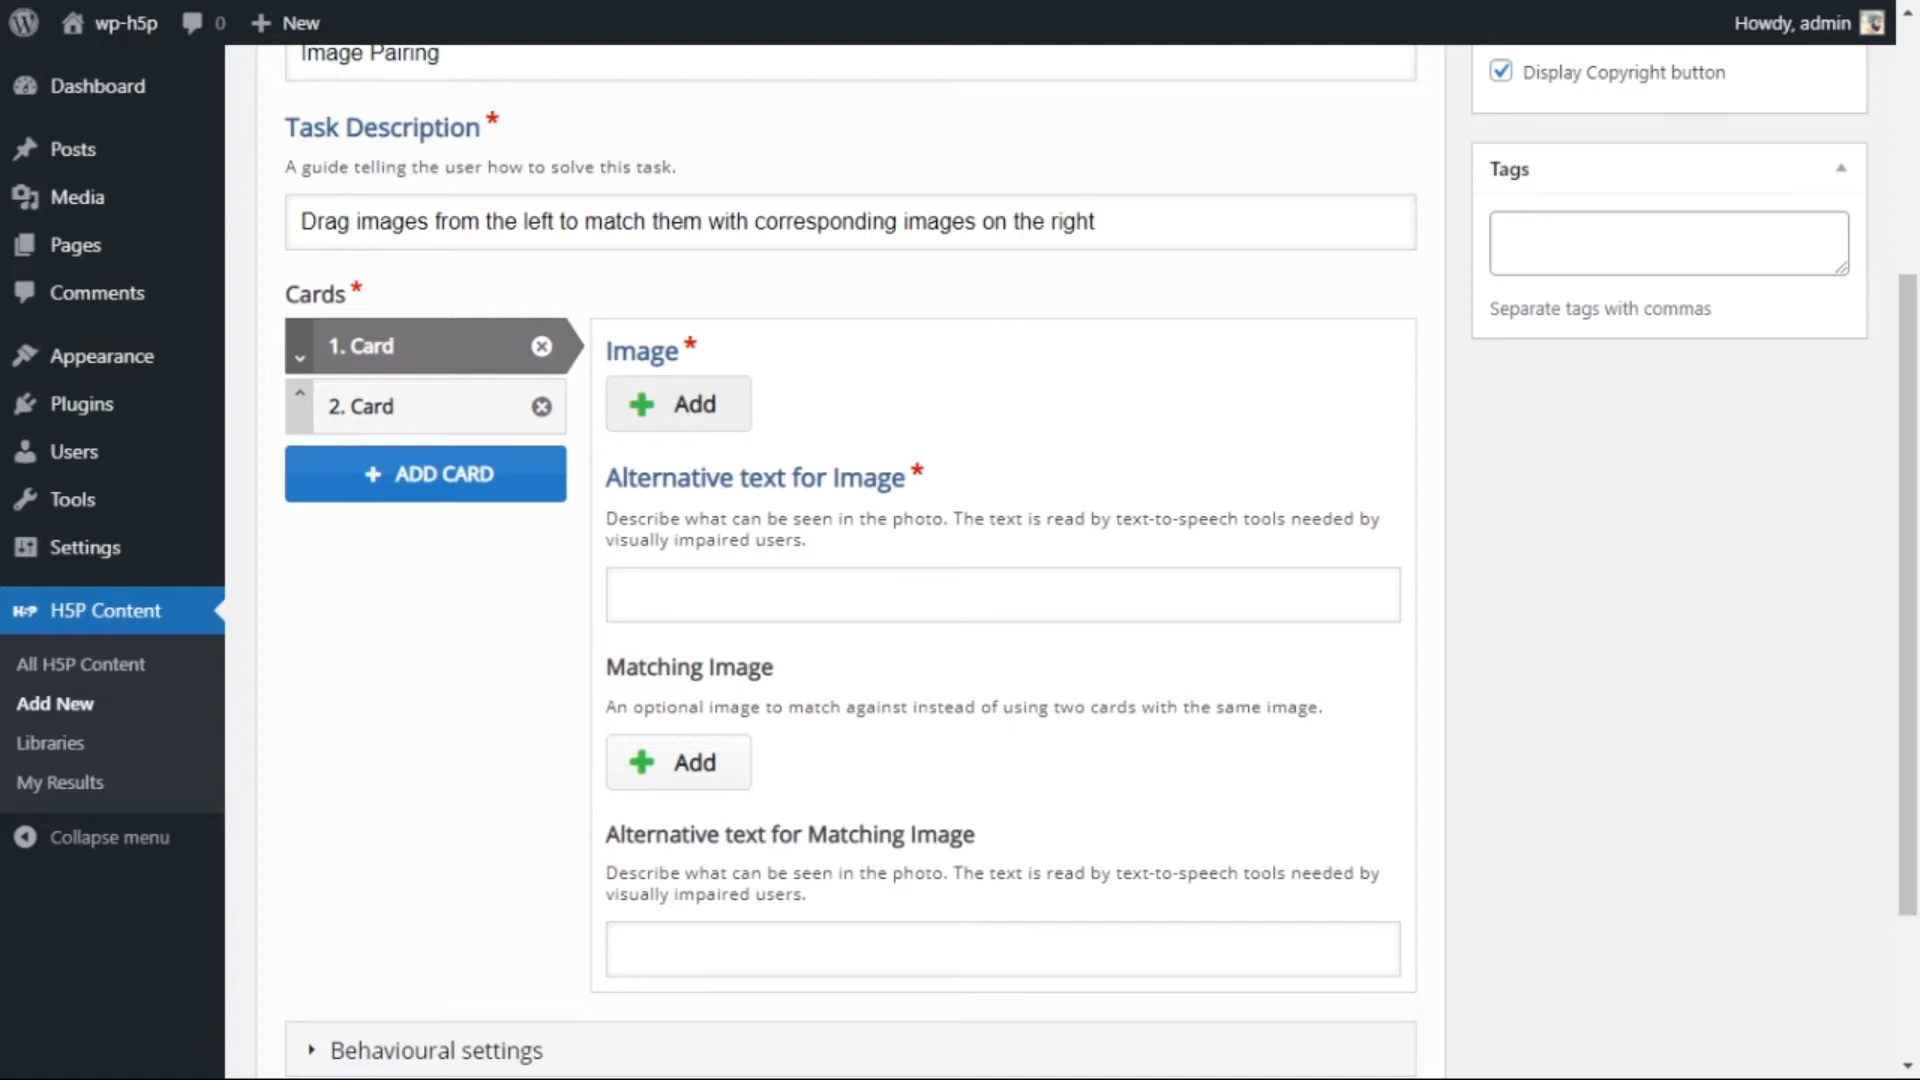 wp-h5p
0
New
Howdy, admin
Dashboard
Posts
Media
Pages
Comments
Appearance
Plugins
Users
Tools
Settings
H5P
H5P Content
All H5P Content
Add New
Libraries
My Results
Collapse menu
Image Pairing
Task Description *
A guide telling the user how to solve this task.
Drag images from the left to match them with corresponding images on the right
Cards *
1. Card
2. Card
ADD CARD
Image *
Add
Alternative text for Image *
Describe what can be seen in the photo. The text is read by text-to-speech tools needed by
visually impaired users.
Matching Image
An optional image to match against instead of using two cards with the same image.
Add
Alternative text for Matching Image
Describe what can be seen in the photo. The text is read by text-to-speech tools needed by
visually impaired users.
Behavioural settings
Display Copyright button
Tags
Separate tags with commas